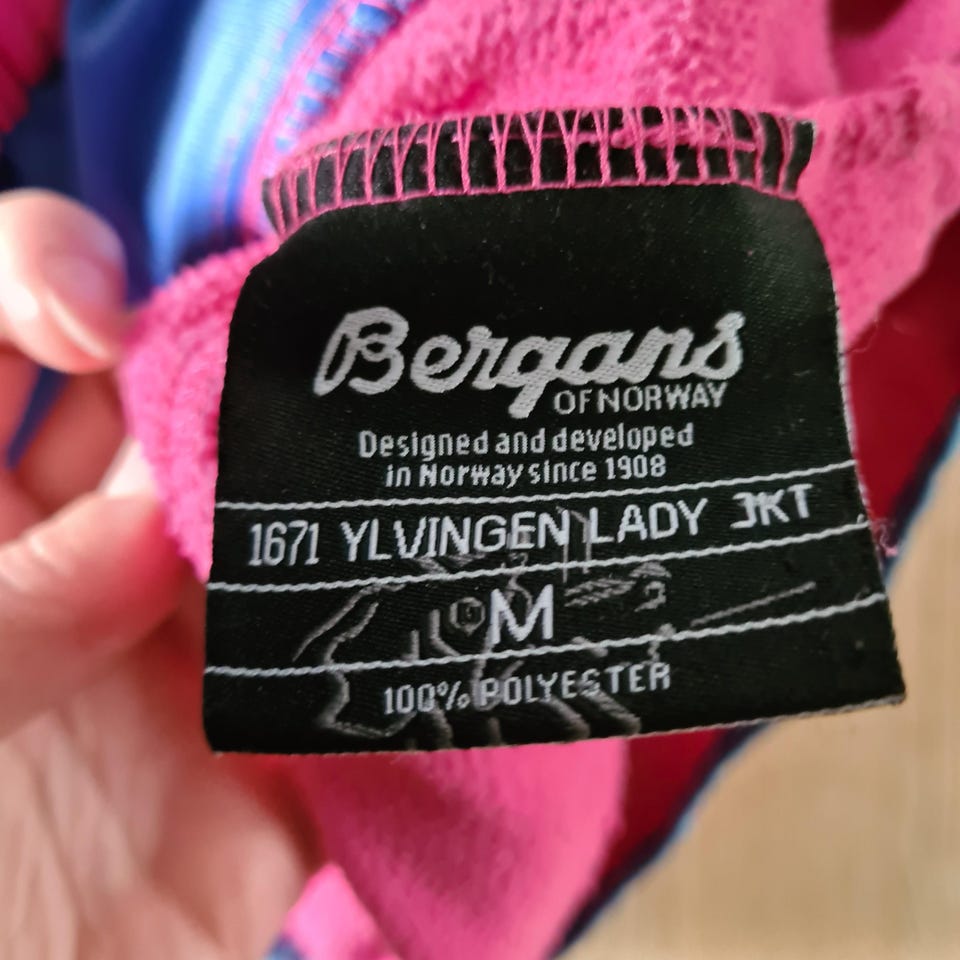 Bergans
OF NORWAY
Designed and developed
in Norway since 1908
1671 YLVINGEN LADY JKT
M
100% POLYESTER